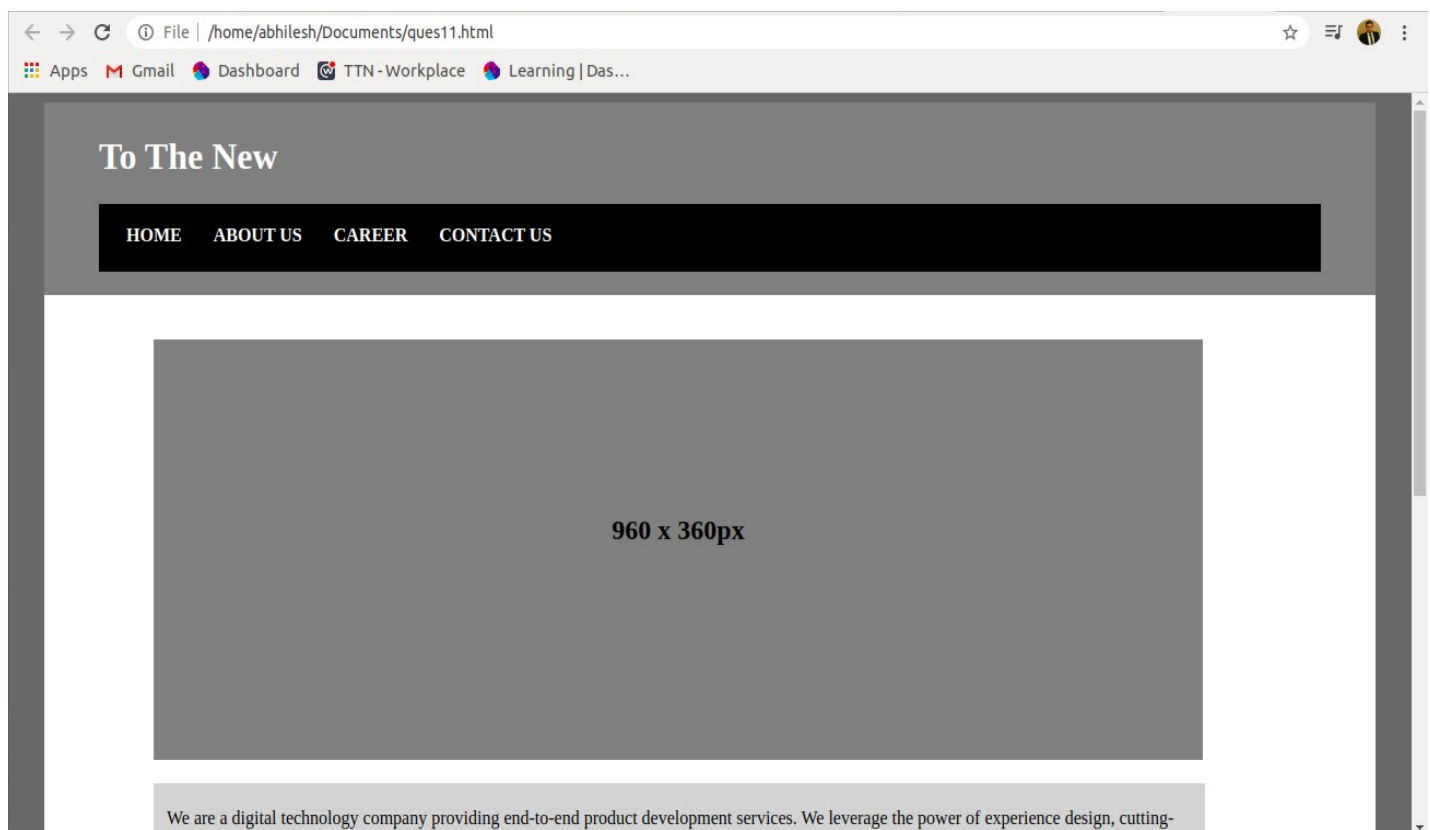 File | /home/abhilesh/Documents/ques11.html
Apps Gmail Dashboard TTN - Workplace Learning | Das...
To The New
HOME ABOUT US CAREER CONTACT US
960 x 360px
We are a digital technology company providing end-to-end product development services. We leverage the power of experience design, cutting-